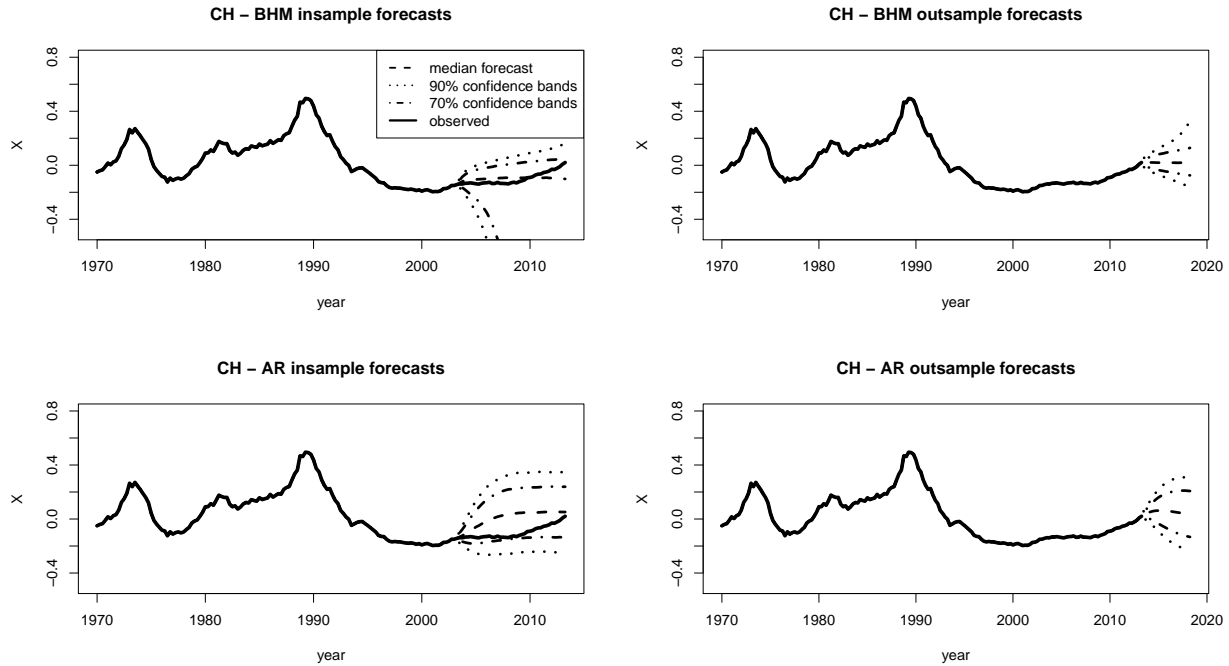 CH − BHM insample forecasts
X
0.8
0.4
0.0
−0.4
median forecast
90% confidence bands
70% confidence bands
observed
1970 1980 1990 2000 2010
year
CH − BHM outsample forecasts
X
0.8
0.4
0.0
−0.4
1970 1980 1990 2000 2010 2020
year
CH − AR insample forecasts
X
0.8
0.4
0.0
−0.4
1970 1980 1990 2000 2010
year
CH − AR outsample forecasts
X
0.8
0.4
0.0
−0.4
1970 1980 1990 2000 2010 2020
year